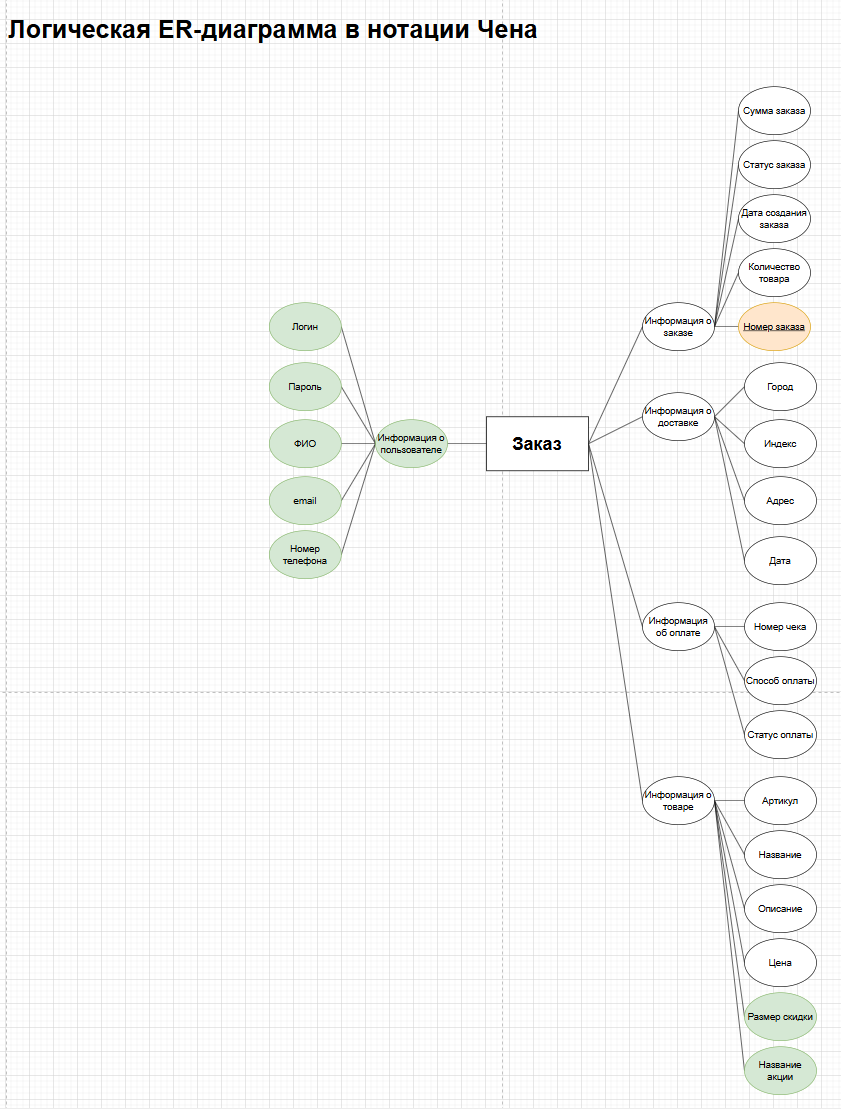 Логическая ER-диаграмма в нотации Чена
Сумма заказа
Статус заказа
Дата создания
заказа
Количество
товара
Номер заказа
Информация о
заказе
Логин
Пароль
ФИО
email
Номер
телефона
Информация о
пользователе
Заказ
Информация о
доставке
Город
Индекс
Адрес
Дата
Информация
об оплате
Номер чека
Способ оплаты
Статус оплаты
Информация о
товаре
Артикул
Название
Описание
Цена
Размер скидки
Название
акции